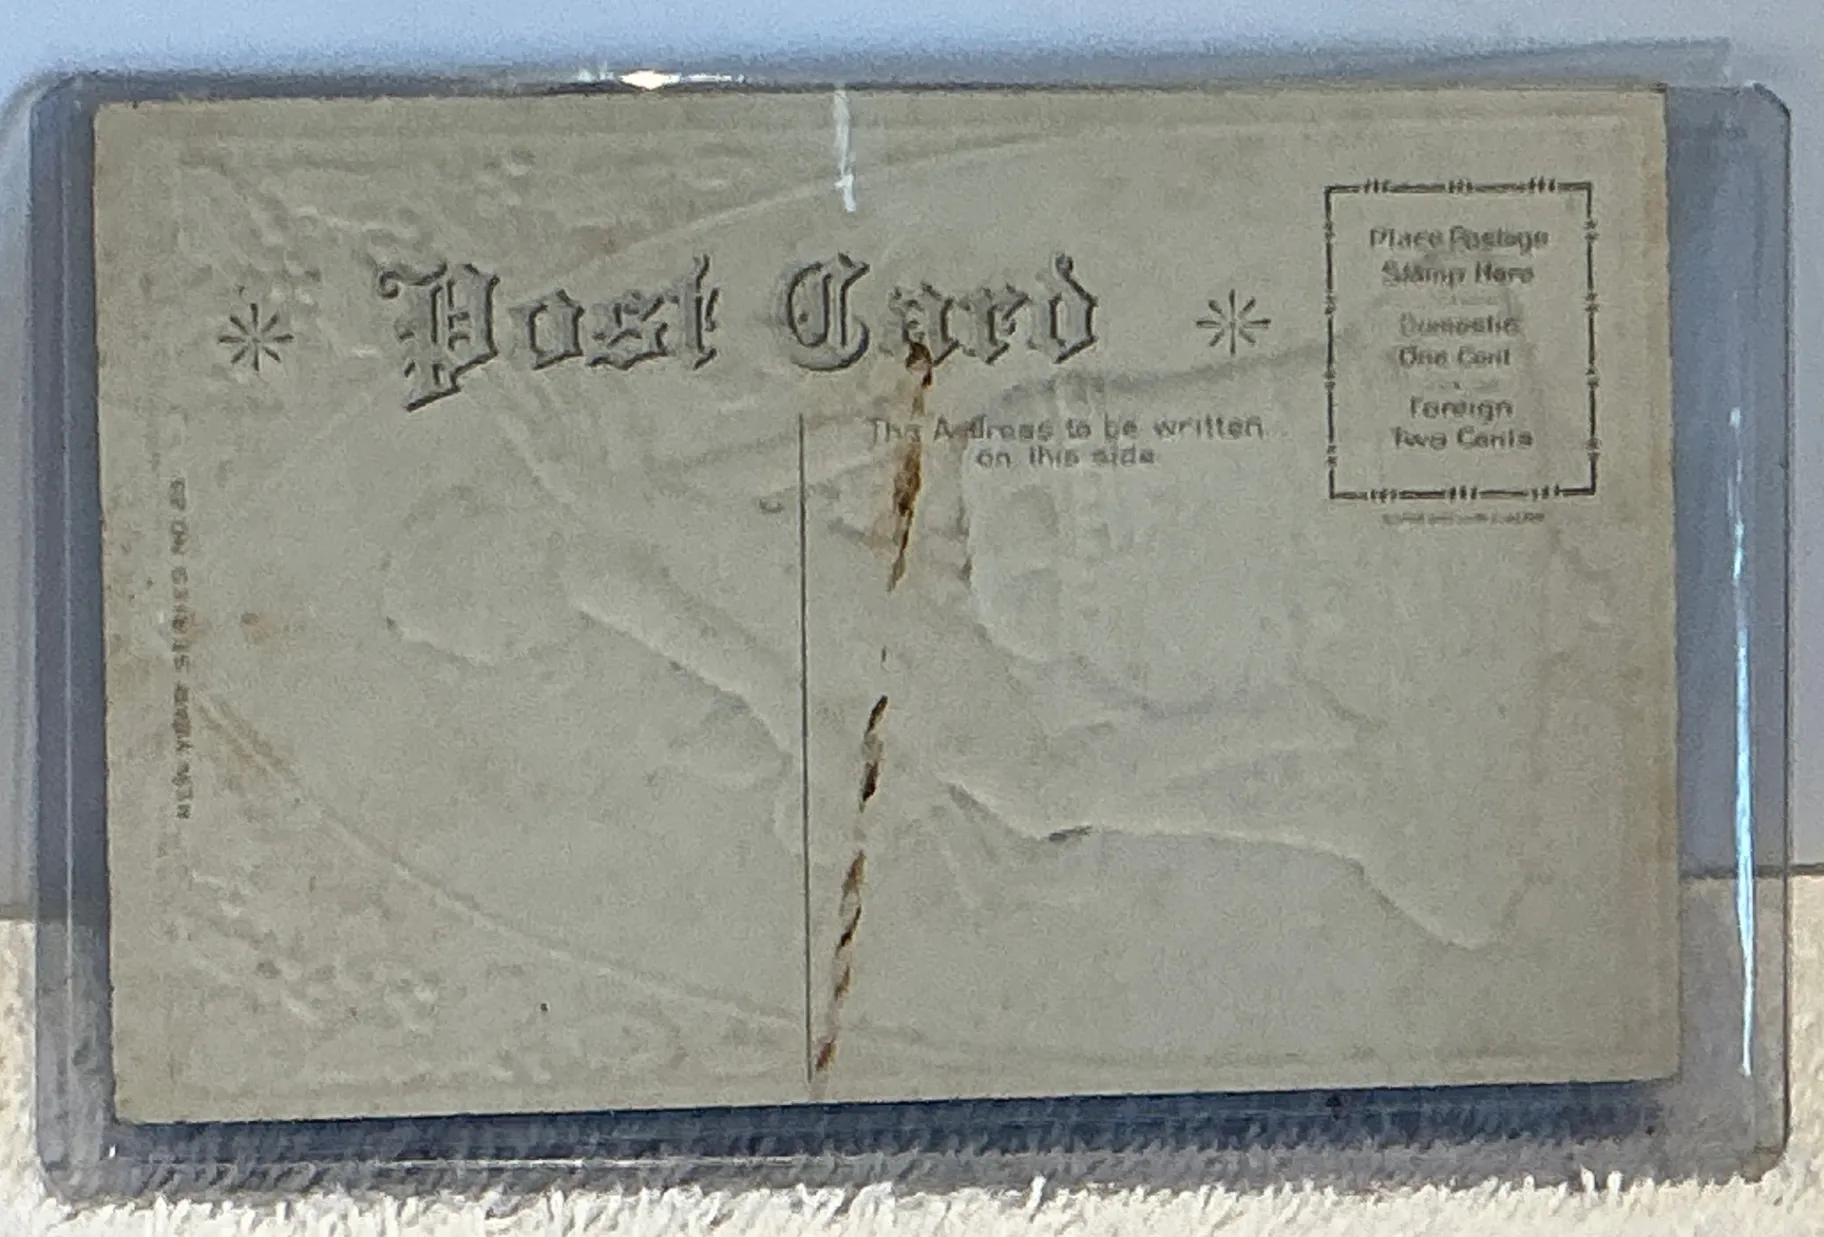 Post Card
The Address to be written
on this side
Place Postage
Stamp Here
Domestic
One Cent
Foreign
Two Cents